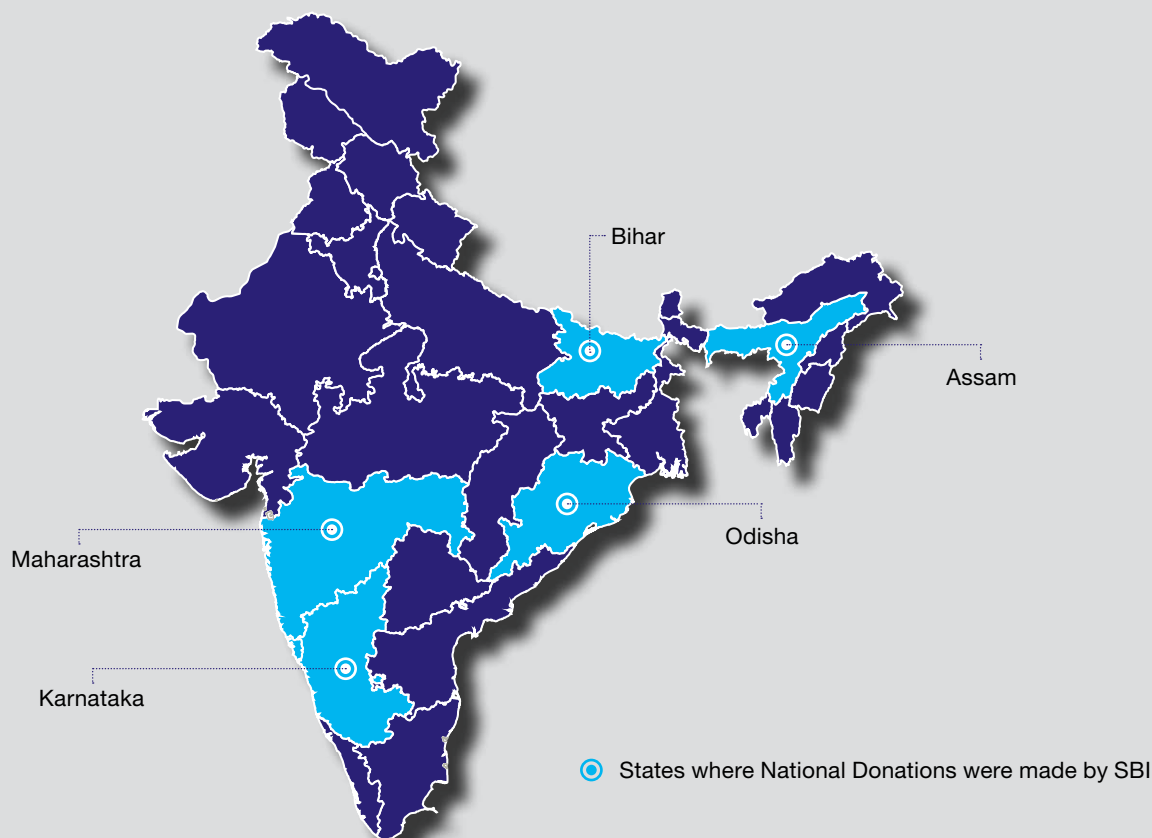 Bihar
Assam
Odisha
Maharashtra
Karnataka
States where National Donations were made by SBI